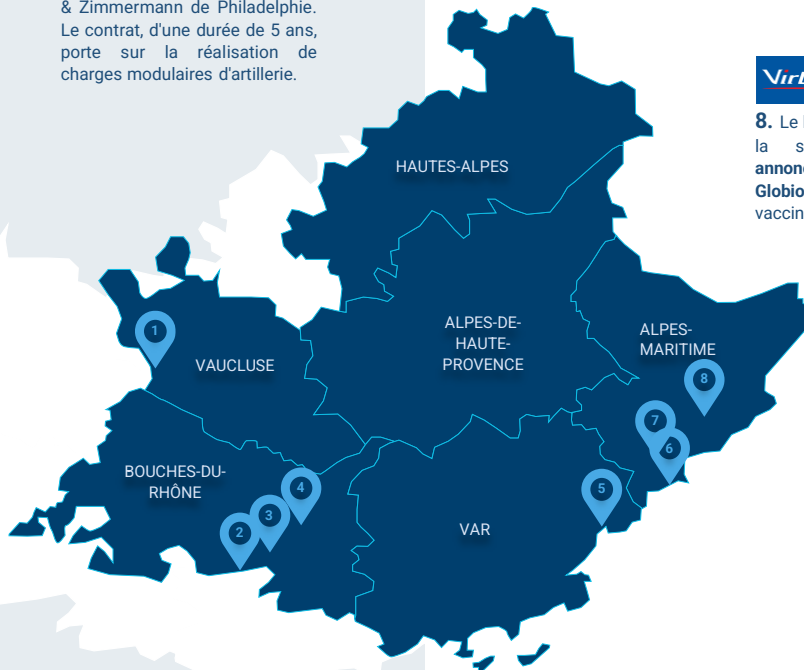 & Zimmermann de Philadelphie.
Le contrat, d'une durée de 5 ans,
porte sur la réalisation de
charges modulaires d'artillerie.
8. Le
la
Globio
vaccin
HAUTES-ALPES
ALPES-DE-
HAUTE-
PROVENCE
ALPES-
MARITIME
1
VAUCLUSE
8
7
6
BOUCHES-DU-
RHÔNE
4
5
3
2
VAR